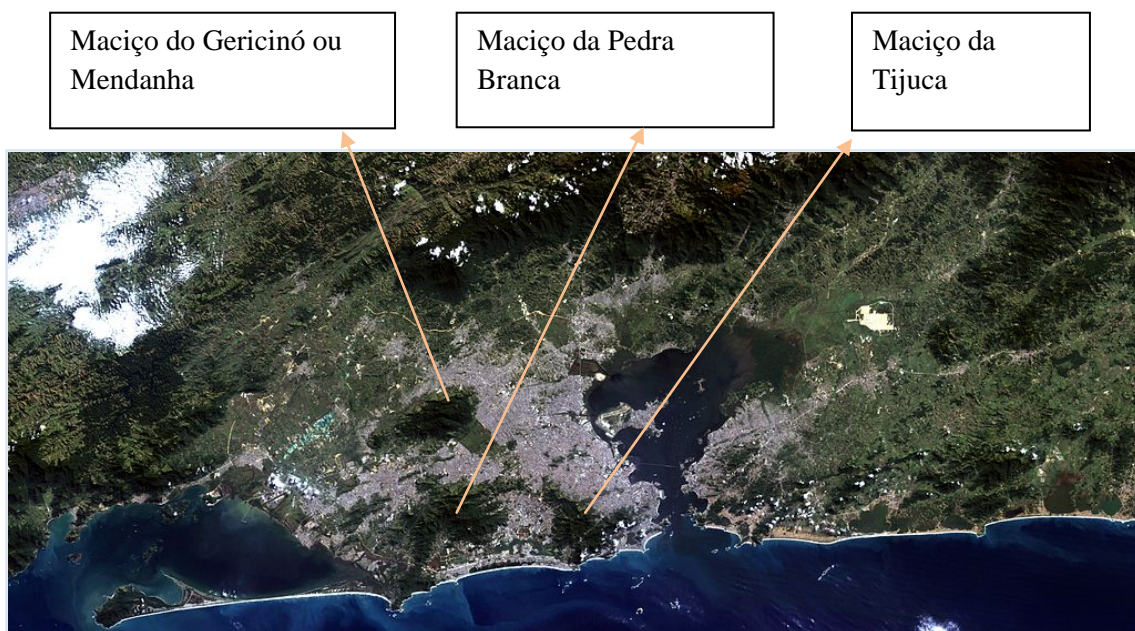 Maciço do Gericinó ou
Mendanha
Maciço da Pedra
Branca
Maciço da
Tijuca